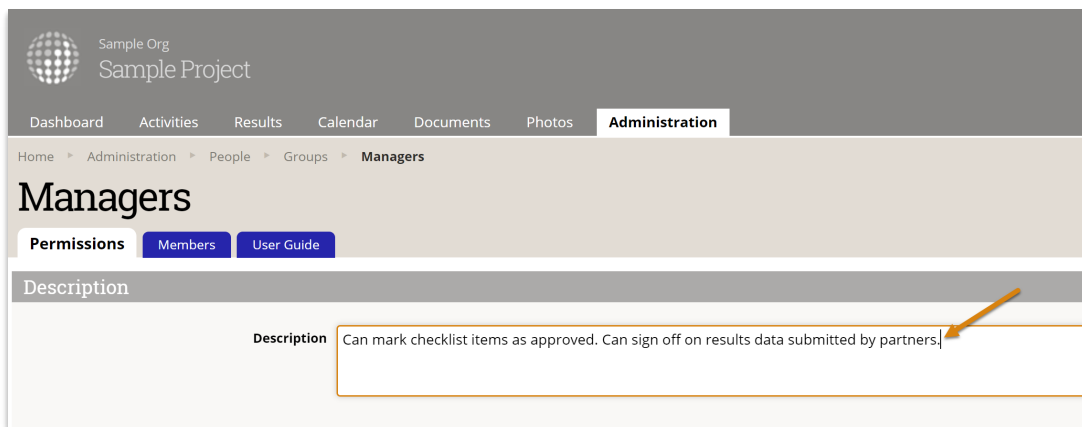 Sample Org
Sample Project
Dashboard Activities Results Calendar Documents Photos Administration
Home Administration People Groups Managers
Managers
Permissions Members User Guide
Description
Description Can mark checklist items as approved. Can sign off on results data submitted by partners.